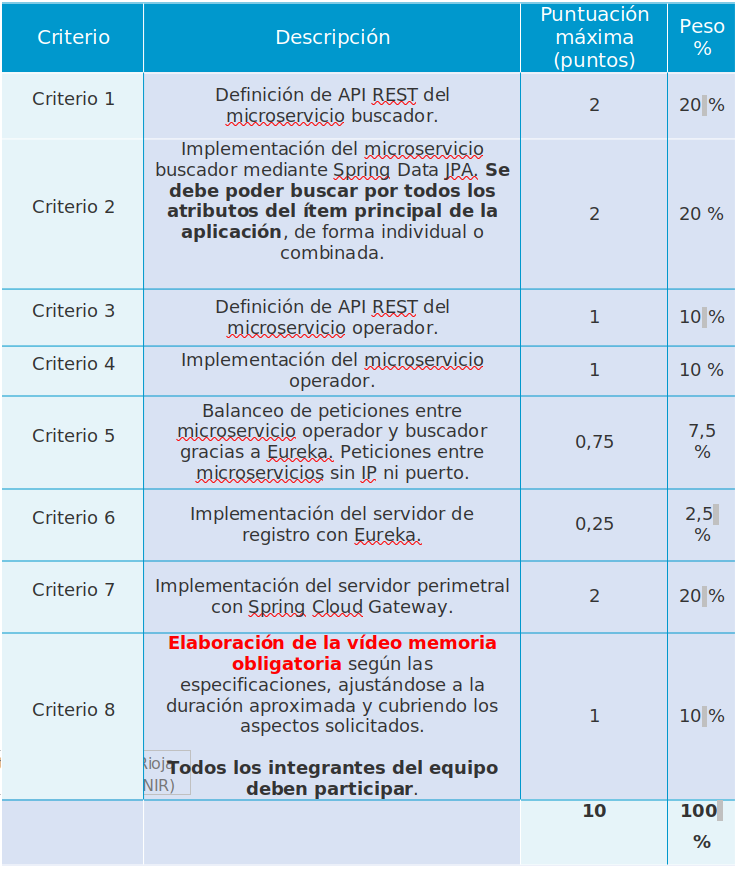 Criterio
Descripción
Puntuación
máxima
(puntos)
Peso
%
Criterio 1
Definición de API REST del
microservicio buscador.
2
20 %
Criterio 2
Implementación del microservicio
buscador mediante Spring Data JPA. Se
debe poder buscar por todos los
atributos del ítem principal de la
aplicación, de forma individual o
combinada.
2
20 %
Criterio 3
Definición de API REST del
microservicio operador.
1
10 %
Criterio 4
Implementación del microservicio
operador.
1
10 %
Criterio 5
Balanceo de peticiones entre
microservicio operador y buscador
gracias a Eureka. Peticiones entre
microservicios sin IP ni puerto.
0,75
7,5
%
Criterio 6
Implementación del servidor de
registro con Eureka.
0,25
2,5
%
Criterio 7
Implementación del servidor perimetral
con Spring Cloud Gateway.
2
20 %
Criterio 8
Elaboración de la vídeo memoria
obligatoria según las
especificaciones, ajustándose a la
duración aproximada y cubriendo los
aspectos solicitados.
Todos los integrantes del equipo
deben participar.
1
10 %
Rioja
NIR)
10
100
%